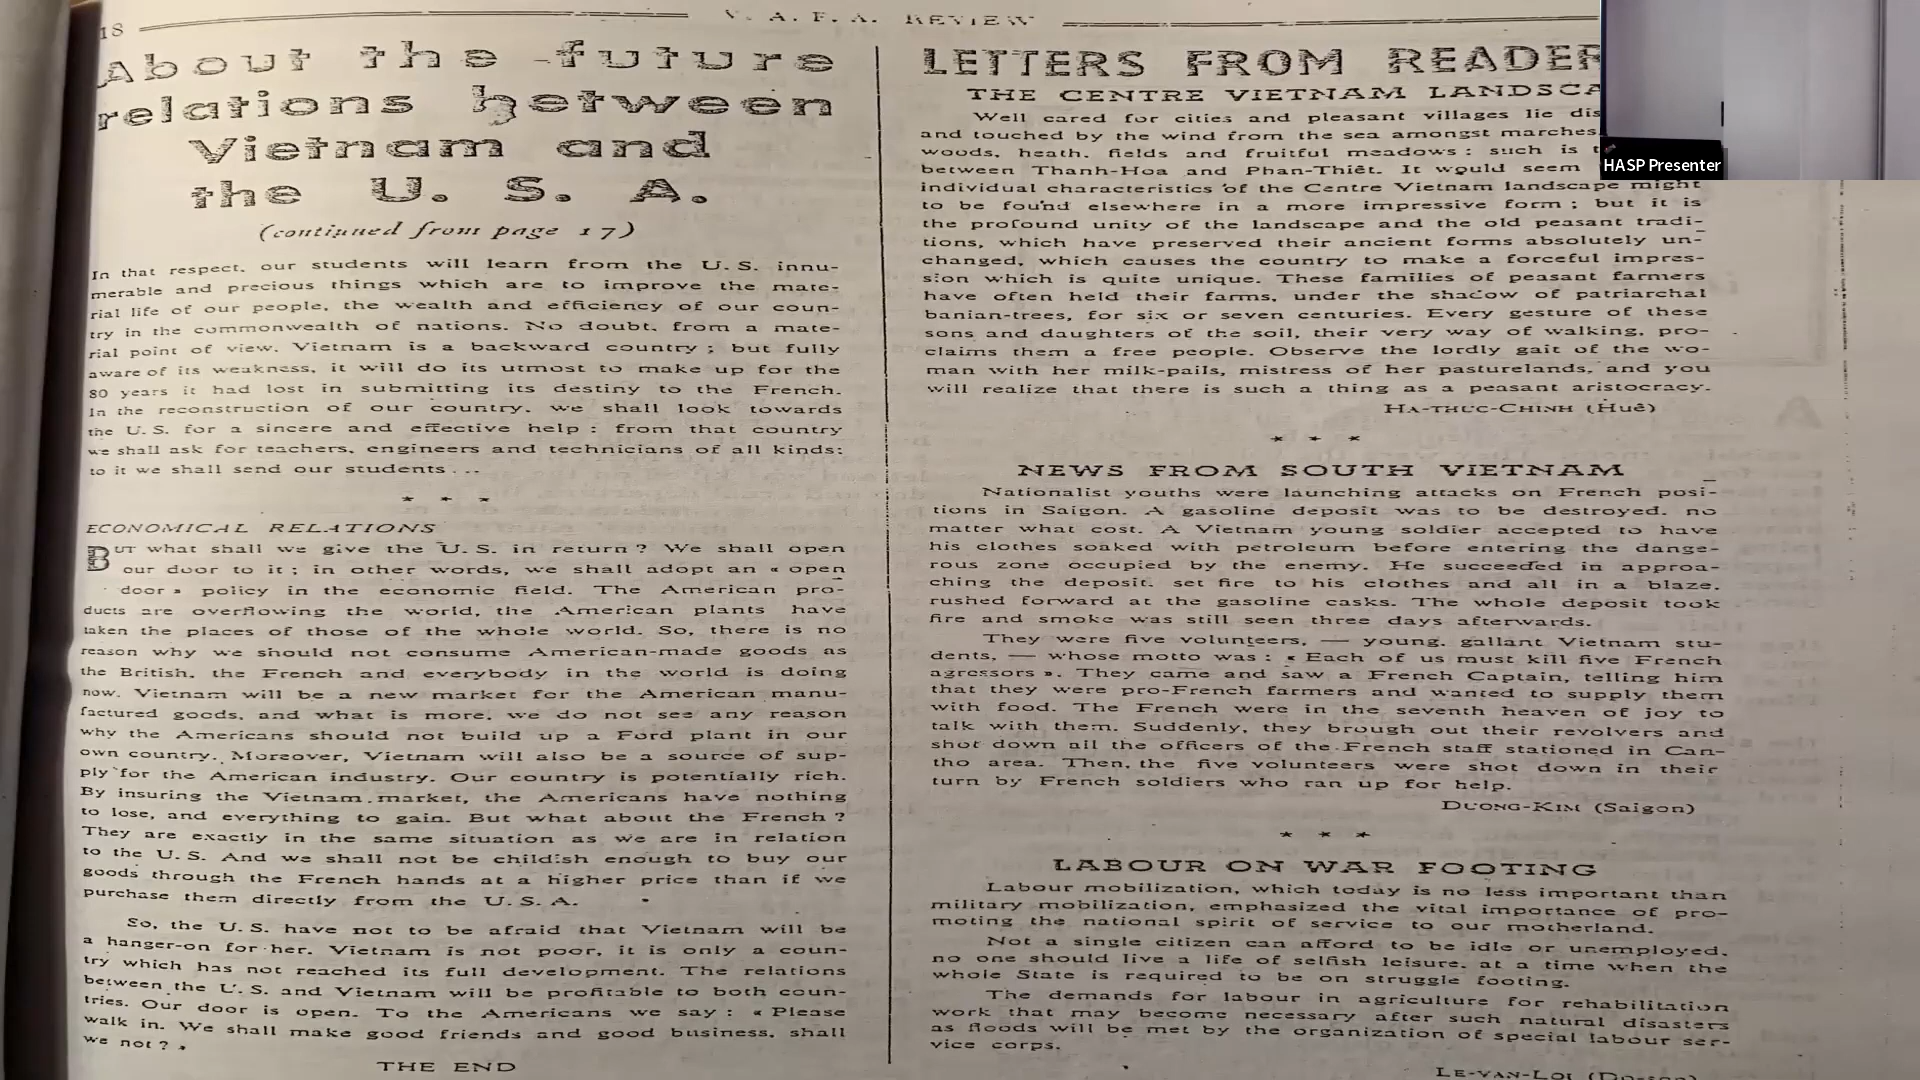 18
V. A. F. A. REVIEW
About the future
relations between
Vietnam and
the U. S. A.
(continued from page 17)
In that respect, our students will learn from the U. S. innu-
merable and precious things which are to improve the mate-
rial life of our people, the wealth and efficiency of our coun-
try in the commonwealth of nations. No doubt, from a mate-
rial point of view, Vietnam is a backward country ; but fully
aware of its weakness, it will do its utmost to make up for the
80 years it had lost in submitting its destiny to the French.
In the reconstruction of our country, we shall look towards
the U. S. for a sincere and effective help : from that country
we shall ask for teachers, engineers and technicians of all kinds;
to it we shall send our students ...
* * *
ECONOMICAL RELATIONS
BUT what shall we give the U. S. in return ? We shall open
our door to it ; in other words, we shall adopt an « open
door » policy in the economic field. The American pro-
ducts are overflowing the world, the American plants have
taken the places of those of the whole world. So, there is no
reason why we should not consume American-made goods as
the British, the French and everybody in the world is doing
now. Vietnam will be a new market for the American manu-
factured goods, and what is more, we do not see any reason
why the Americans should not build up a Ford plant in our
own country. Moreover, Vietnam will also be a source of sup-
ply for the American industry. Our country is potentially rich.
By insuring the Vietnam market, the Americans have nothing
to lose, and everything to gain. But what about the French ?
They are exactly in the same situation as we are in relation
to the U. S. And we shall not be childish enough to buy our
goods through the French hands at a higher price than if we
purchase them directly from the U. S. A.
So, the U. S. have not to be afraid that Vietnam will be
a hanger-on for her. Vietnam is not poor, it is only a coun-
try which has not reached its full development. The relations
between the U. S. and Vietnam will be profitable to both coun-
tries. Our door is open. To the Americans we say : « Please
walk in. We shall make good friends and good business, shall
we not ? »
THE END
LETTERS FROM READER
THE CENTRE VIETNAM LANDSCA
Well cared for cities and pleasant villages lie dis
and touched by the wind from the sea amongst marches,
woods, heath, fields and fruitful meadows : such is t
between Thanh-Hoa and Phan-Thiêt. It would seem
individual characteristics of the Centre Vietnam landscape might
to be found elsewhere in a more impressive form ; but it is
the profound unity of the landscape and the old peasant tradi-
tions, which have preserved their ancient forms absolutely un-
changed, which causes the country to make a forceful impres-
sion which is quite unique. These families of peasant farmers
have often held their farms, under the shadow of patriarchal
banian-trees, for six or seven centuries. Every gesture of these
sons and daughters of the soil, their very way of walking, pro-
claims them a free people. Observe the lordly gait of the wo-
man with her milk-pails, mistress of her pasturelands, and you
will realize that there is such a thing as a peasant aristocracy.
HA-THUC-CHINH (Huê)
* * *
NEWS FROM SOUTH VIETNAM
Nationalist youths were launching attacks on French posi-
tions in Saigon. A gasoline deposit was to be destroyed, no
matter what cost. A Vietnam young soldier accepted to have
his clothes soaked with petroleum before entering the dange-
rous zone occupied by the enemy. He succeeded in approa-
ching the deposit, set fire to his clothes and all in a blaze,
rushed forward at the gasoline casks. The whole deposit took
fire and smoke was still seen three days afterwards.
They were five volunteers, — young, gallant Vietnam stu-
dents, — whose motto was : « Each of us must kill five French
agressors ». They came and saw a French Captain, telling him
that they were pro-French farmers and wanted to supply them
with food. The French were in the seventh heaven of joy to
talk with them. Suddenly, they brough out their revolvers and
shot down all the officers of the French staff stationed in Can-
tho area. Then, the five volunteers were shot down in their
turn by French soldiers who ran up for help.
DUONG-KIM (Saigon)
* * *
LABOUR ON WAR FOOTING
Labour mobilization, which today is no less important than
military mobilization, emphasized the vital importance of pro-
moting the national spirit of service to our motherland.
Not a single citizen can afford to be idle or unemployed,
no one should live a life of selfish leisure, at a time when the
whole State is required to be on struggle footing.
The demands for labour in agriculture for rehabilitation
work that may become necessary after such natural disasters
as floods will be met by the organization of special labour ser-
vice corps.
LE-VAN-LOI
HASP Presenter